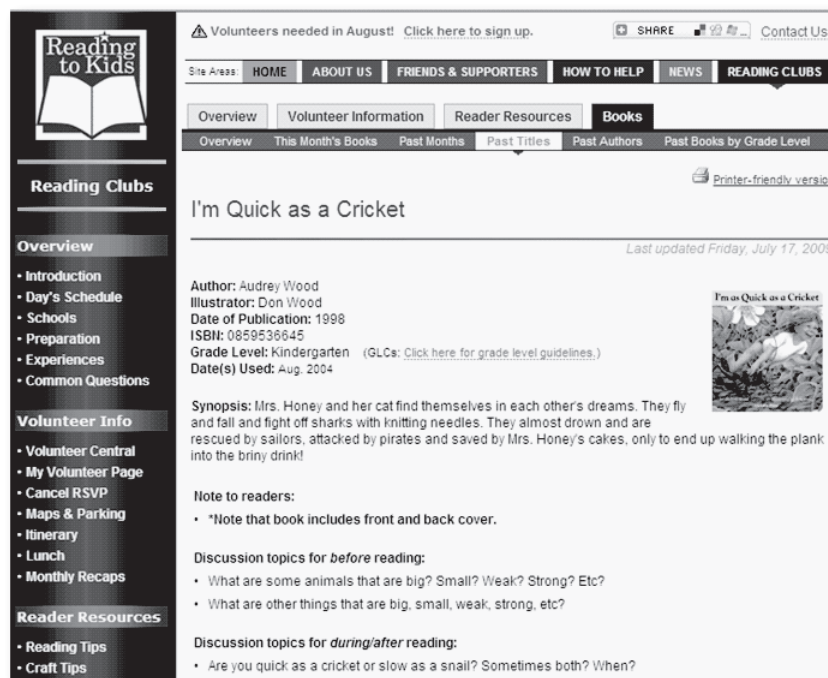 Reading
to Kids
Volunteers needed in August! Click here to sign up.
SHARE
Contact Us
Site Areas: HOME ABOUT US FRIENDS & SUPPORTERS HOW TO HELP NEWS READING CLUBS
Overview Volunteer Information Reader Resources Books
Overview This Month's Books Past Months Past Titles Past Authors Past Books by Grade Level
Reading Clubs
Overview
• Introduction
• Day's Schedule
• Schools
• Preparation
• Experiences
• Common Questions
Volunteer Info
• Volunteer Central
• My Volunteer Page
• Cancel RSVP
• Maps & Parking
• Itinerary
• Lunch
• Monthly Recaps
Reader Resources
• Reading Tips
• Craft Tips
Printer-friendly versio
I'm Quick as a Cricket
Last updated Friday, July 17, 2009
Author: Audrey Wood
Illustrator: Don Wood
Date of Publication: 1998
ISBN: 0859536645
Grade Level: Kindergarten (GLCs: Click here for grade level guidelines.)
Date(s) Used: Aug. 2004
I'm as Quick as a Cricket
Synopsis: Mrs. Honey and her cat find themselves in each other's dreams. They fly
and fall and fight off sharks with knitting needles. They almost drown and are
rescued by sailors, attacked by pirates and saved by Mrs. Honey's cakes, only to end up walking the plank
into the briny drink!
Note to readers:
• *Note that book includes front and back cover.
Discussion topics for before reading:
• What are some animals that are big? Small? Weak? Strong? Etc?
• What are other things that are big, small, weak, strong, etc?
Discussion topics for during/after reading:
• Are you quick as a cricket or slow as a snail? Sometimes both? When?